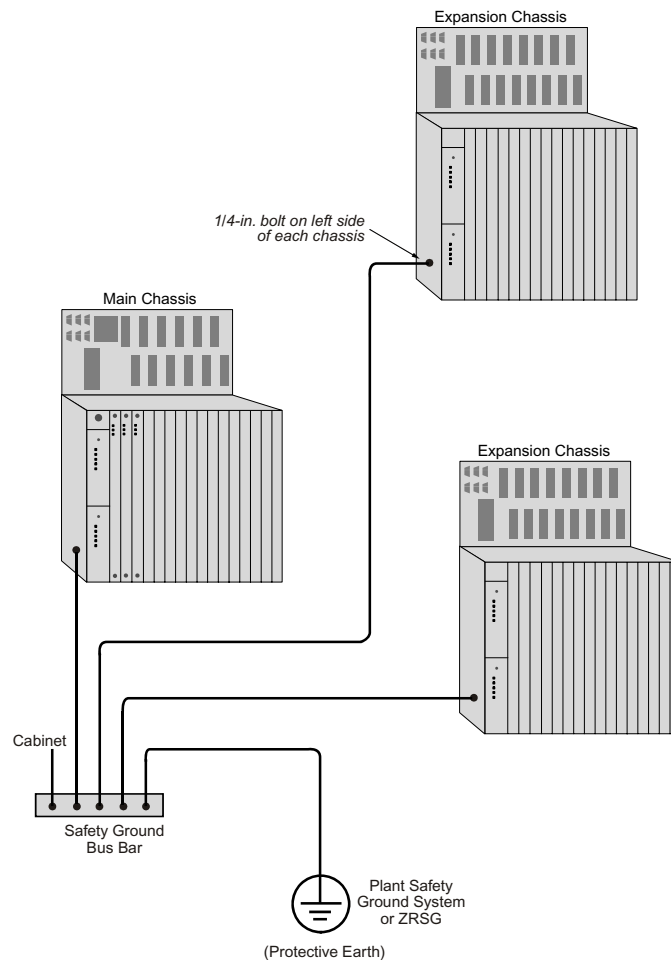 Expansion Chassis
1/4-in. bolt on left side
of each chassis
Main Chassis
Expansion Chassis
Cabinet
Safety Ground
Bus Bar
Plant Safety
Ground System
or ZRSG
(Protective Earth)